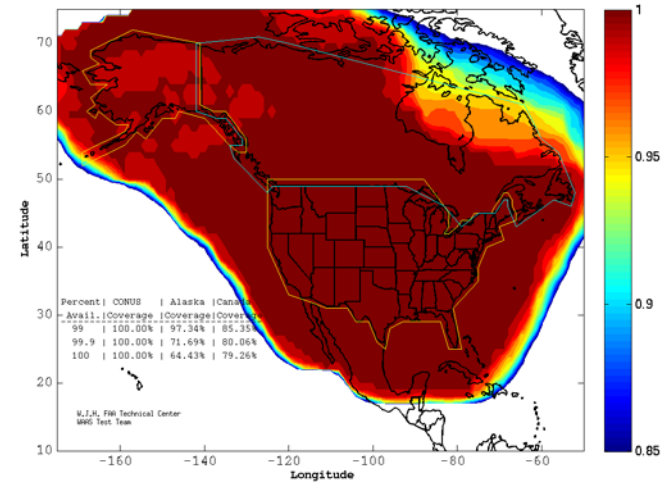 70
60
50
40
30
20
10
Latitude
Percent| CONUS | Alaska |Canada
Avail.|Coverage |Coverage|Coverage
99 |100.00% | 97.34% | 85.35%
99.9 |100.00% | 71.69% | 80.06%
100 |100.00% | 64.43% | 79.26%
W.J.H. FAA Technical Center
WAAS Test Team
-160 -140 -120 -100 -80 -60
Longitude
1
0.95
0.9
0.85